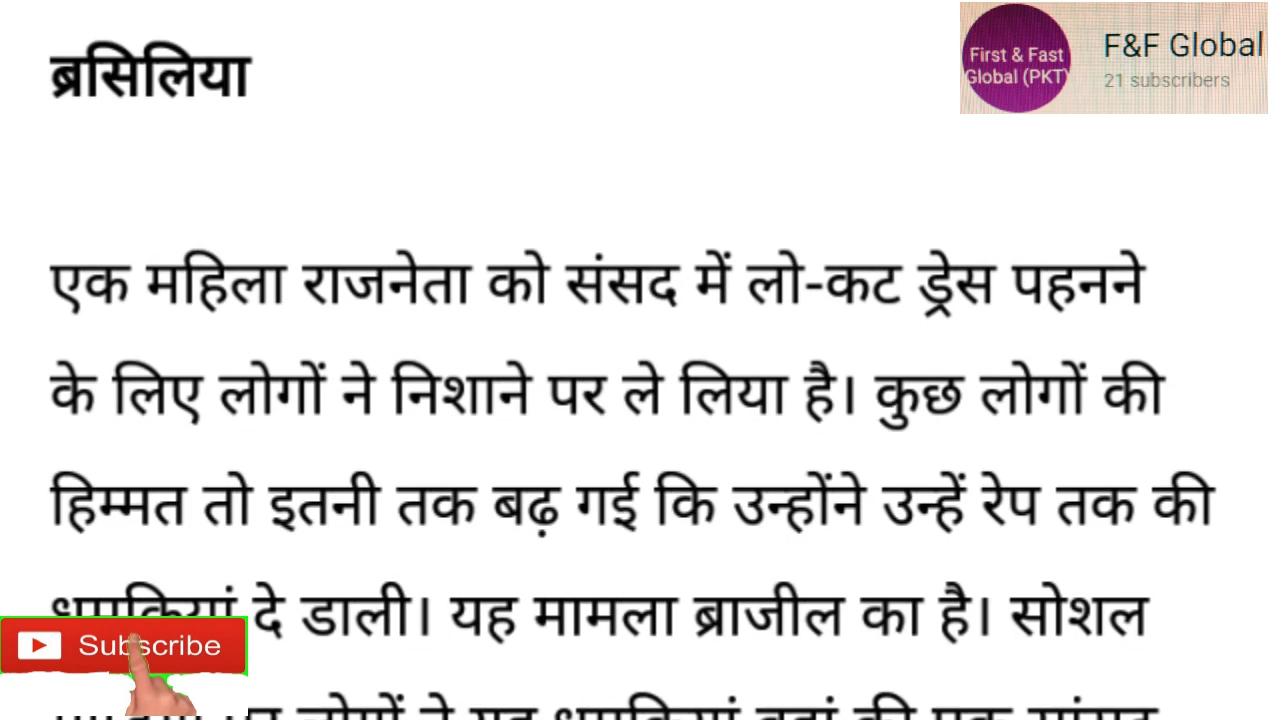 ब्रसिलिया
First & Fast
Global (PKT)
F&F Global
21 subscribers
एक महिला राजनेता को संसद में लो-कट ड्रेस पहनने
के लिए लोगों ने निशाने पर ले लिया है। कुछ लोगों की
हिम्मत तो इतनी तक बढ़ गई कि उन्होंने उन्हें रेप तक की
धमकियां दे डाली। यह मामला ब्राजील का है। सोशल
Subscribe